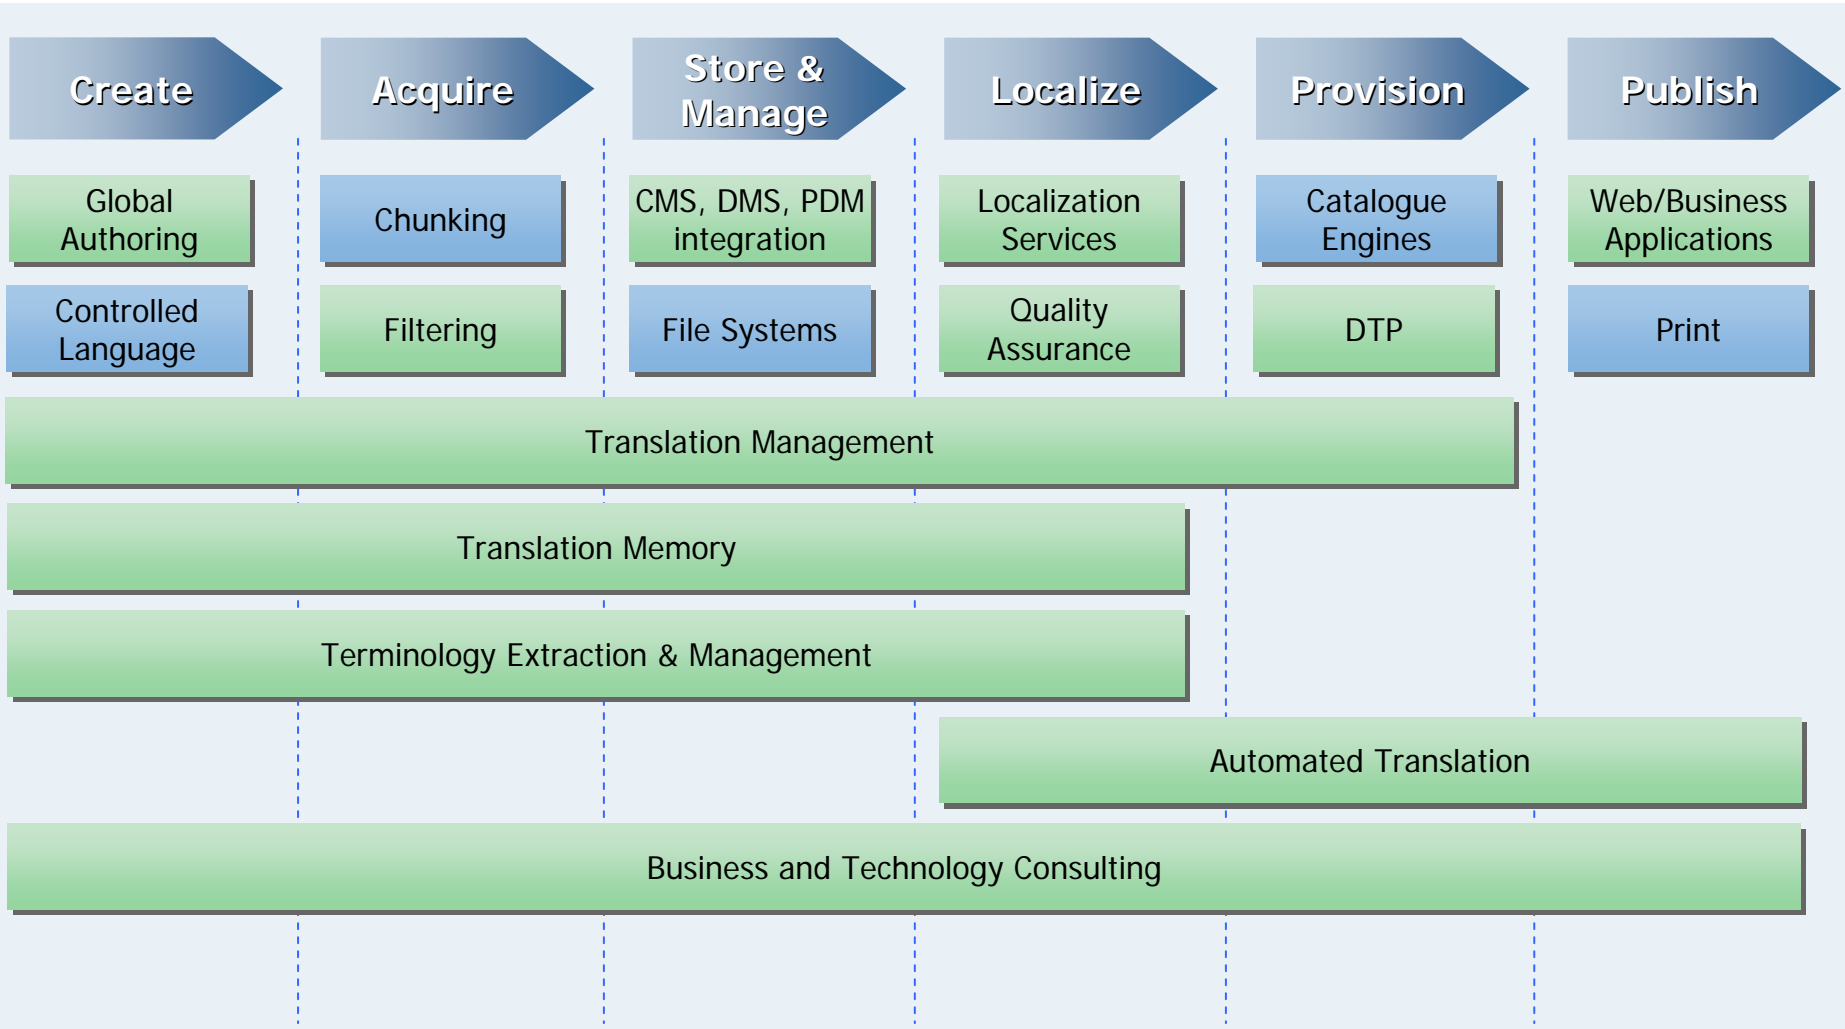 Create
Acquire
Store &
Manage
Localize
Provision
Publish
Global
Authoring
Chunking
CMS, DMS, PDM
integration
Localization
Services
Catalogue
Engines
Web/Business
Applications
Controlled
Language
Filtering
File Systems
Quality
Assurance
DTP
Print
Translation Management
Translation Memory
Terminology Extraction & Management
Automated Translation
Business and Technology Consulting